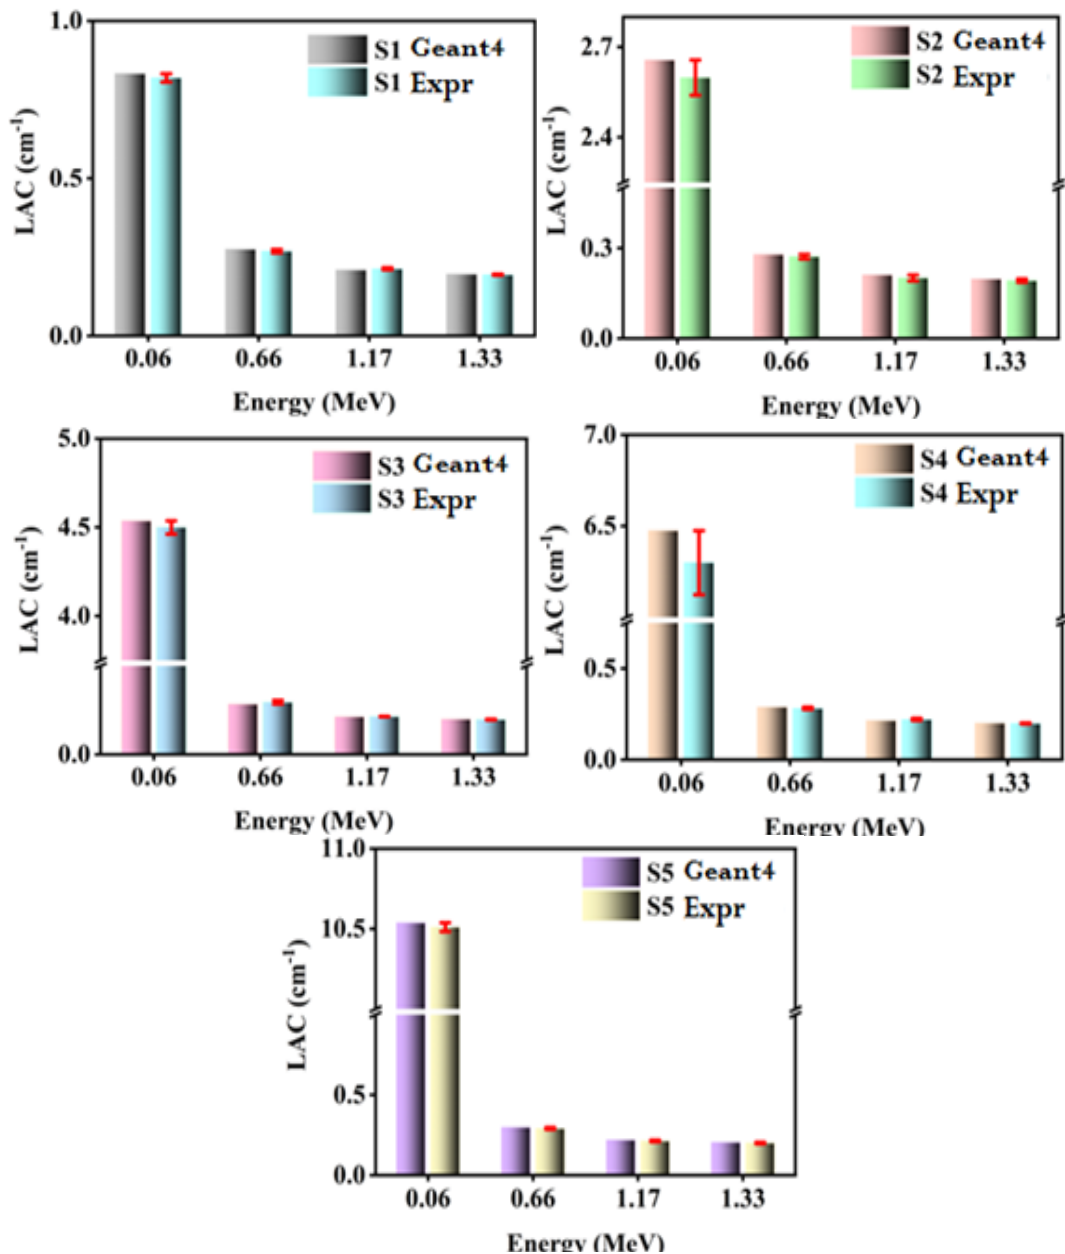 1.0
S1 Geant4
S1 Expr
0.5
0.0
LAC (cm⁻¹)
0.06 0.66 1.17 1.33
Energy (MeV)
2.7
S2 Geant4
S2 Expr
2.4
0.3
0.0
LAC (cm⁻¹)
0.06 0.66 1.17 1.33
Energy (MeV)
5.0
S3 Geant4
S3 Expr
4.5
4.0
0.0
LAC (cm⁻¹)
0.06 0.66 1.17 1.33
Energy (MeV)
7.0
S4 Geant4
S4 Expr
6.5
0.5
0.0
LAC (cm⁻¹)
0.06 0.66 1.17 1.33
Energy (MeV)
11.0
S5 Geant4
S5 Expr
10.5
0.5
0.0
LAC (cm⁻¹)
0.06 0.66 1.17 1.33
Energy (MeV)